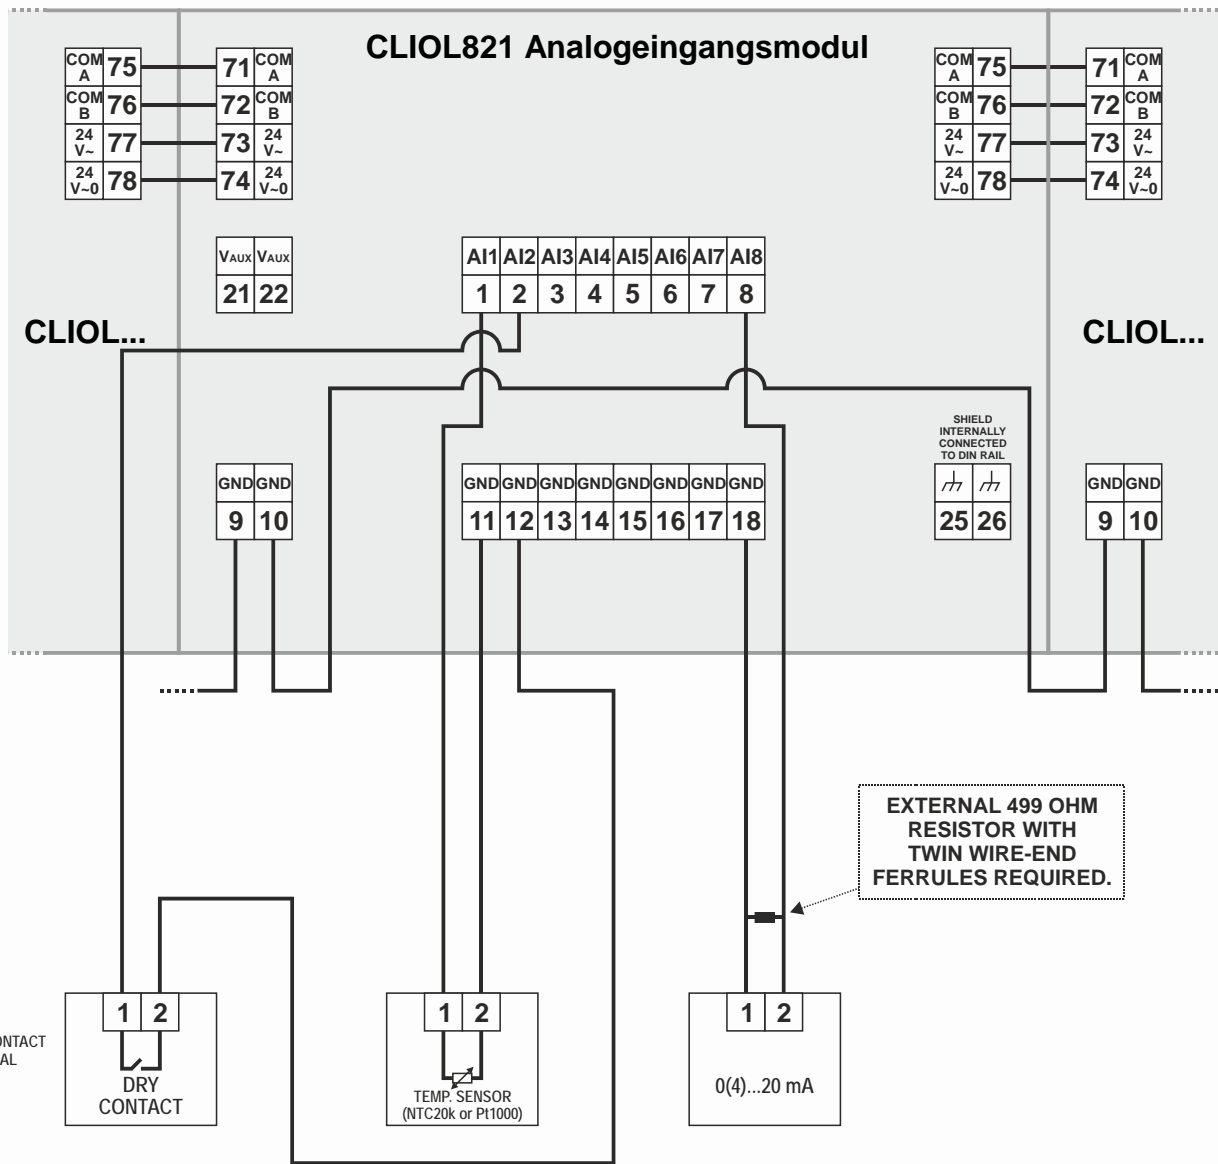 CLIOL821 Analogeingangsmodul
COM A 75
71 COM A
COM A 75
71 COM A
COM B 76
72 COM B
COM B 76
72 COM B
24 V~ 77
73 24 V~
24 V~ 77
73 24 V~
24 V~0 78
74 24 V~0
24 V~0 78
74 24 V~0
VAUX VAUX
21 22
AI1 AI2 AI3 AI4 AI5 AI6 AI7 AI8
1 2 3 4 5 6 7 8
CLIOL...
CLIOL...
SHIELD
INTERNALLY
CONNECTED
TO DIN RAIL
GND GND
9 10
GND GND GND GND GND GND GND GND
11 12 13 14 15 16 17 18
25 26
GND GND
9 10
EXTERNAL 499 OHM
RESISTOR WITH
TWIN WIRE-END
FERRULES REQUIRED.
1 2
DRY
CONTACT
1 2
TEMP. SENSOR
(NTC20k or Pt1000)
1 2
0(4)...20 mA